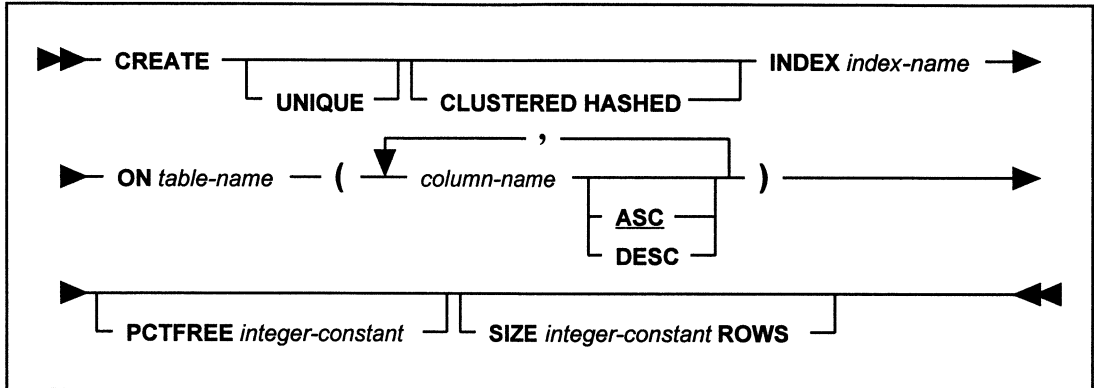 CREATE UNIQUE CLUSTERED HASHED INDEX index-name
,
ON table-name ( column-name )
ASC
DESC
PCTFREE integer-constant SIZE integer-constant ROWS